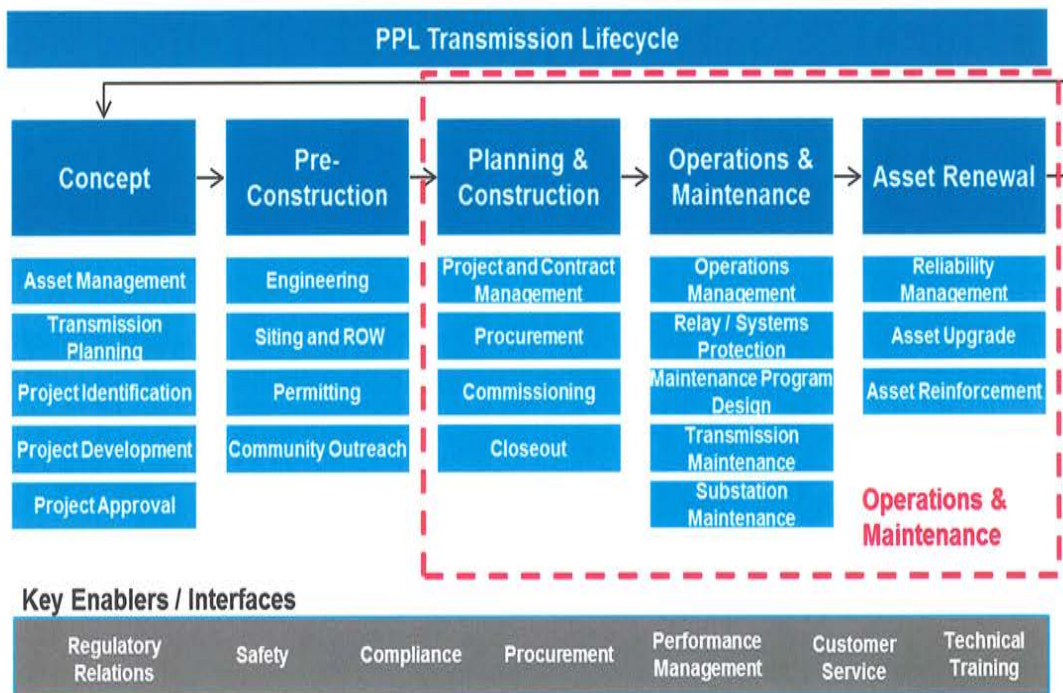 PPL Transmission Lifecycle
Concept
Pre-
Construction
Planning &
Construction
Operations &
Maintenance
Asset Renewal
Asset Management
Transmission
Planning
Project Identification
Project Development
Project Approval
Engineering
Siting and ROW
Permitting
Community Outreach
Project and Contract
Management
Procurement
Commissioning
Closeout
Operations
Management
Relay / Systems
Protection
Maintenance Program
Design
Transmission
Maintenance
Substation
Maintenance
Reliability
Management
Asset Upgrade
Asset Reinforcement
Operations &
Maintenance
Key Enablers / Interfaces
Regulatory
Relations
Safety
Compliance
Procurement
Performance
Management
Customer
Service
Technical
Training